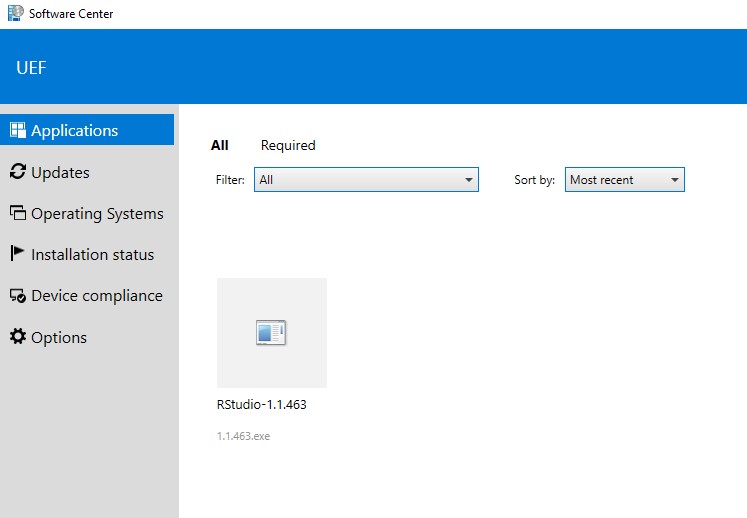 Software Center
UEF
Applications
Updates
Operating Systems
Installation status
Device compliance
Options
All Required
Filter: All Sort by: Most recent
RStudio-1.1.463
1.1.463.exe